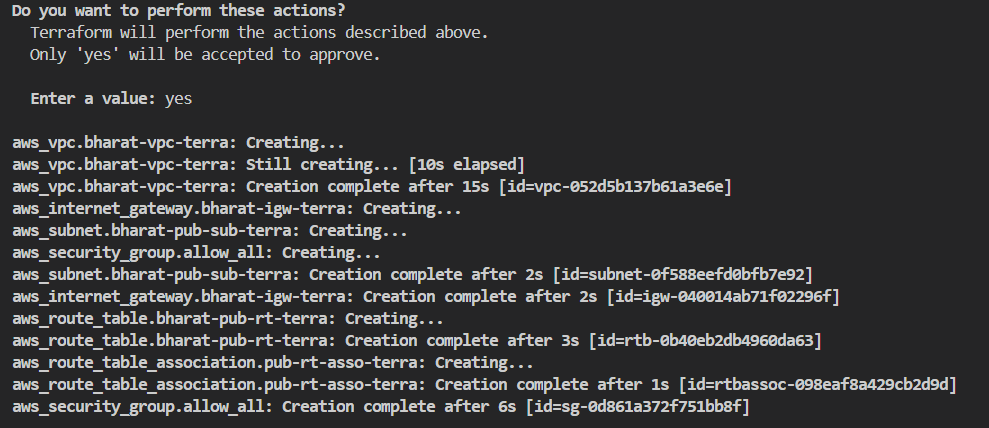 Do you want to perform these actions?
Terraform will perform the actions described above.
Only 'yes' will be accepted to approve.
Enter a value: yes
aws_vpc.bharat-vpc-terra: Creating...
aws_vpc.bharat-vpc-terra: Still creating... [10s elapsed]
aws_vpc.bharat-vpc-terra: Creation complete after 15s [id=vpc-052d5b137b61a3e6e]
aws_internet_gateway.bharat-igw-terra: Creating...
aws_subnet.bharat-pub-sub-terra: Creating...
aws_security_group.allow_all: Creating...
aws_subnet.bharat-pub-sub-terra: Creation complete after 2s [id=subnet-0f588eefd0bfb7e92]
aws_internet_gateway.bharat-igw-terra: Creation complete after 2s [id=igw-040014ab71f02296f]
aws_route_table.bharat-pub-rt-terra: Creating...
aws_route_table.bharat-pub-rt-terra: Creation complete after 3s [id=rtb-0b40eb2db4960da63]
aws_route_table_association.pub-rt-asso-terra: Creating...
aws_route_table_association.pub-rt-asso-terra: Creation complete after 1s [id=rtbassoc-098eaf8a429cb2d9d]
aws_security_group.allow_all: Creation complete after 6s [id=sg-0d861a372f751bb8f]